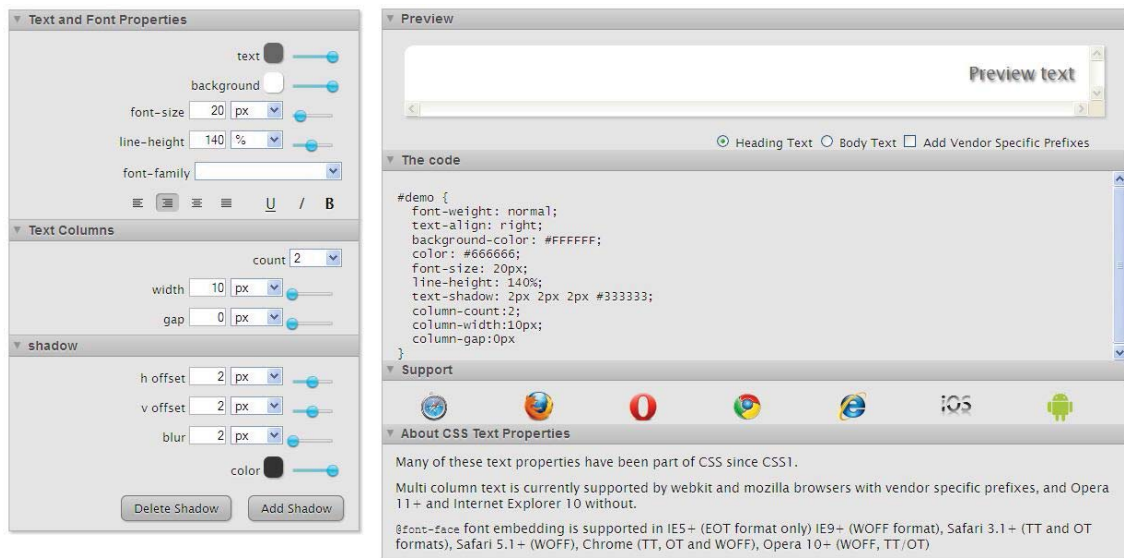 Text and Font Properties
text
background
font-size 20 px
line-height 140 %
font-family
U I B
Text Columns
count 2
width 10 px
gap 0 px
shadow
h offset 2 px
v offset 2 px
blur 2 px
color
Delete Shadow Add Shadow
Preview
Preview text
Heading Text Body Text Add Vendor Specific Prefixes
The code
#demo {
font-weight: normal;
text-align: right;
background-color: #FFFFFF;
color: #666666;
font-size: 20px;
line-height: 140%;
text-shadow: 2px 2px 2px #333333;
column-count:2;
column-width:10px;
column-gap:0px
}
Support
iOS
About CSS Text Properties
Many of these text properties have been part of CSS since CSS1.
Multi column text is currently supported by webkit and mozilla browsers with vendor specific prefixes, and Opera
11+ and Internet Explorer 10 without.
@font-face font embedding is supported in IE5+ (EOT format only) IE9+ (WOFF format), Safari 3.1+ (TT and OT
formats), Safari 5.1+ (WOFF), Chrome (TT, OT and WOFF), Opera 10+ (WOFF, TT/OT)